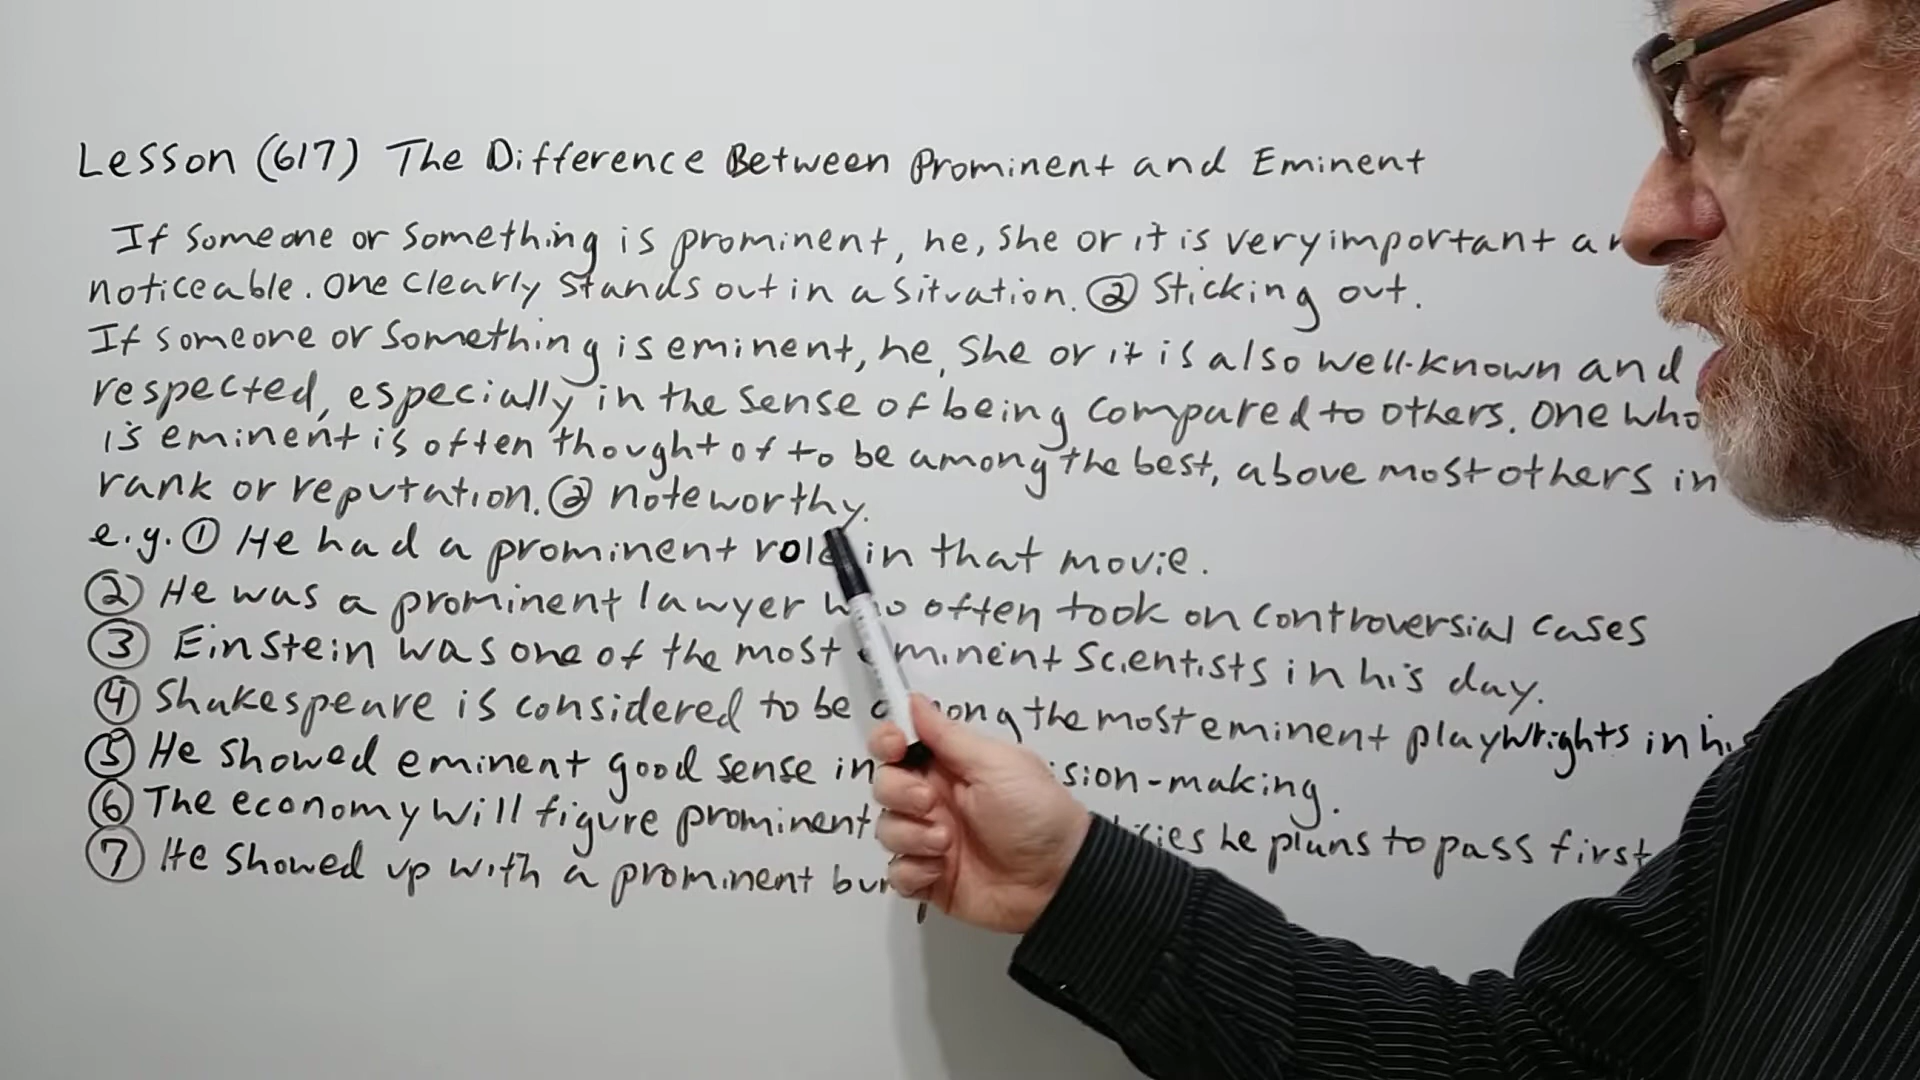 Lesson (617) The Difference Between Prominent and Eminent
If someone or something is prominent, he, she or it is very important
noticeable. One clearly stands out in a situation. ② Sticking out.
If someone or something is eminent, he, she or it is also well-known and
respected, especially in the sense of being compared to others. One who
is eminent is often thought of to be among the best, above most others in
rank or reputation. ② noteworthy.
e.g. ① He had a prominent role in that movie.
② He was a prominent lawyer who often took on controversial cases
③ Einstein was one of the most eminent scientists in his day.
④ Shakespeare is considered to be among the most eminent playwrights in
⑤ He showed eminent good sense in
-making.
⑥ The economy will figure
he plans to pass first
⑦ He showed up with a prominent